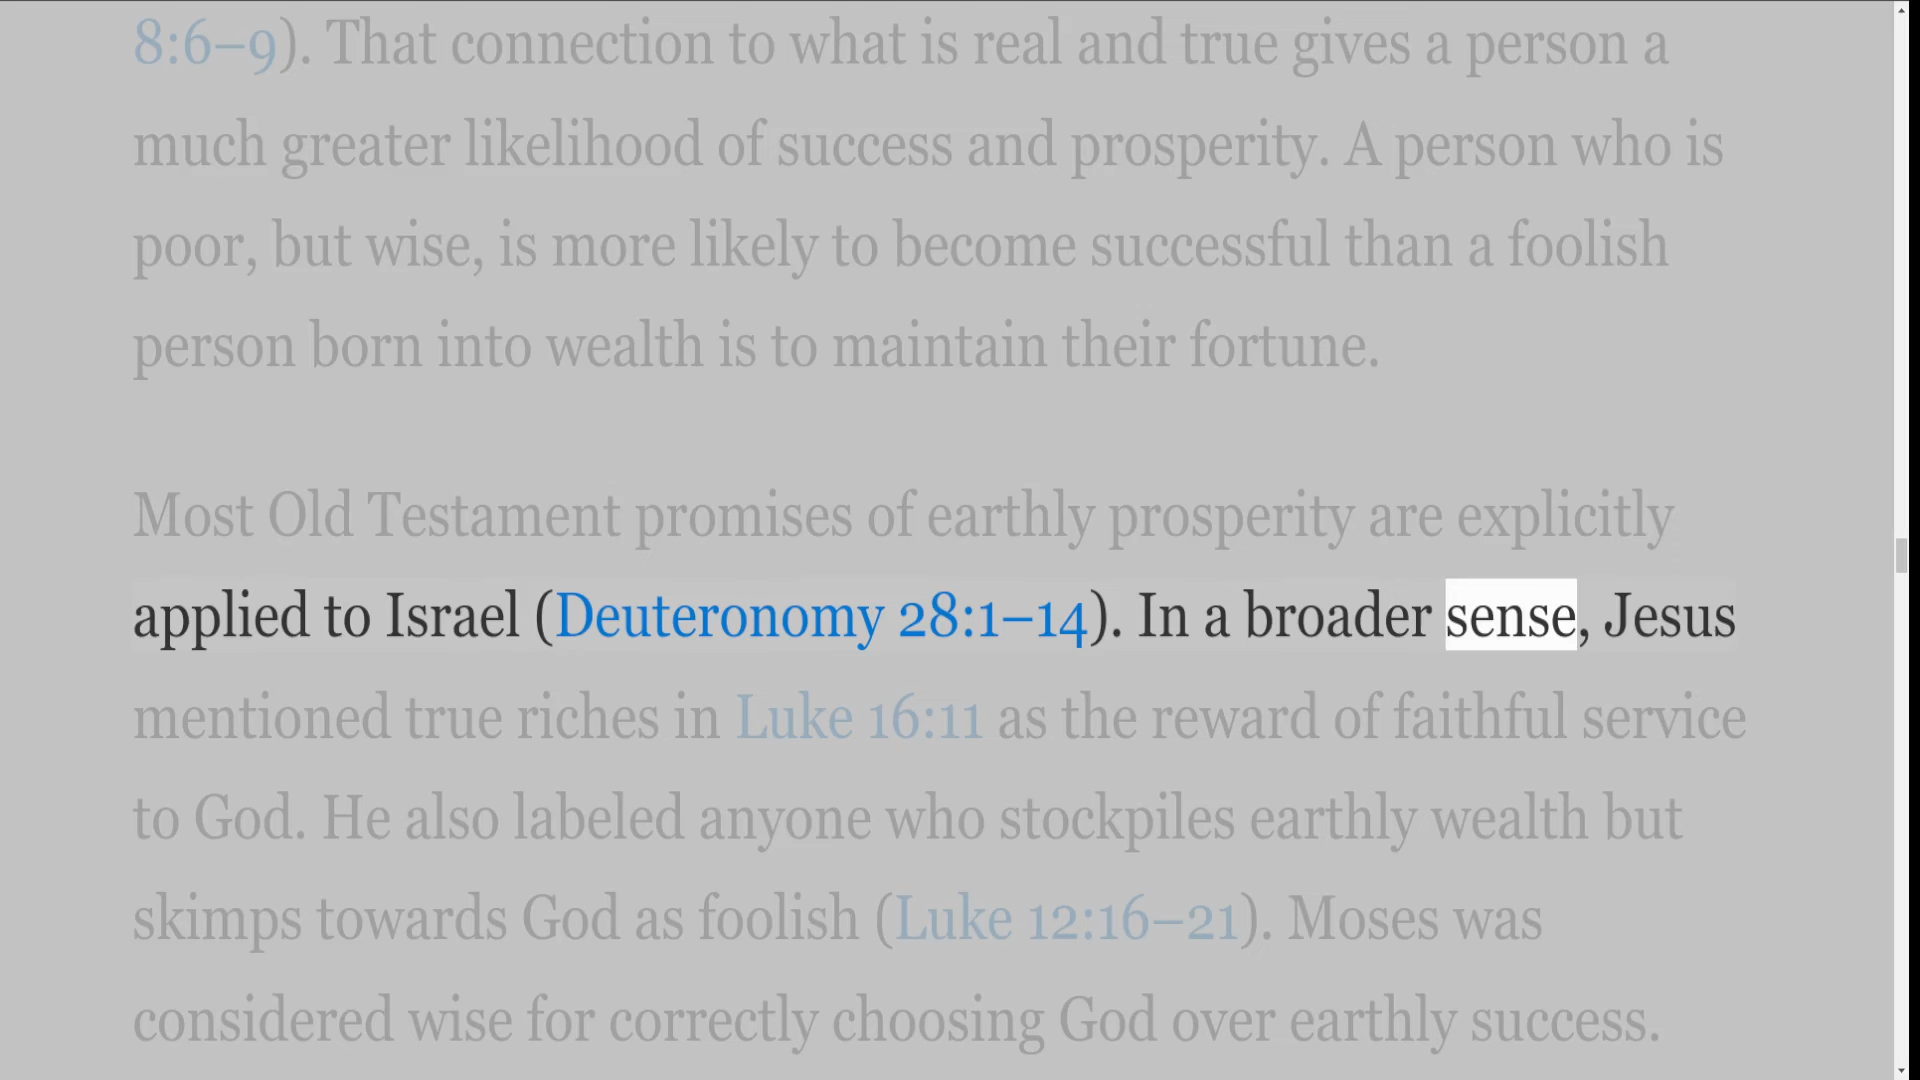 8:6–9). That connection to what is real and true gives a person a
much greater likelihood of success and prosperity. A person who is
poor, but wise, is more likely to become successful than a foolish
person born into wealth is to maintain their fortune.
Most Old Testament promises of earthly prosperity are explicitly
applied to Israel (Deuteronomy 28:1–14). In a broader sense, Jesus
mentioned true riches in Luke 16:11 as the reward of faithful service
to God. He also labeled anyone who stockpiles earthly wealth but
skimps towards God as foolish (Luke 12:16–21). Moses was
considered wise for correctly choosing God over earthly success.